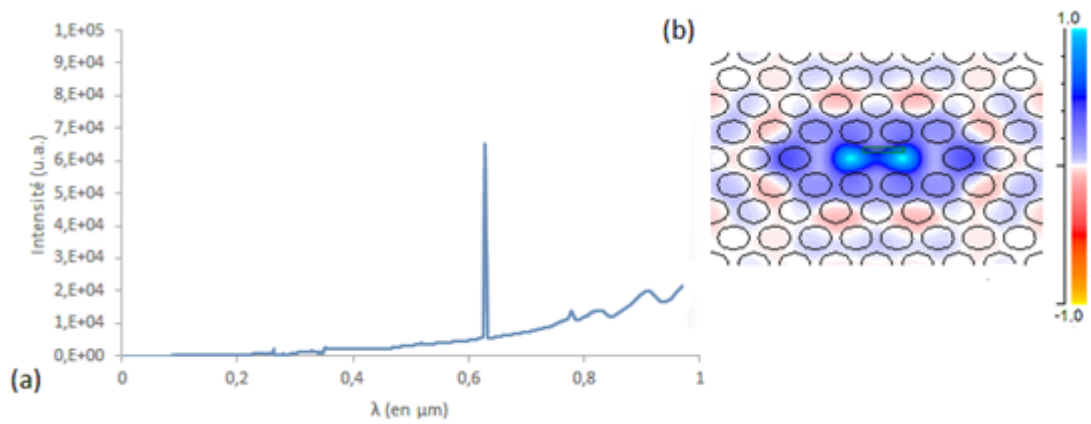 1,E+05
9,E+04
8,E+04
7,E+04
6,E+04
5,E+04
4,E+04
3,E+04
2,E+04
1,E+04
0,E+00
Intensité (u.a.)
0
0,2
0,4
0,6
0,8
1
λ (en µm)
(a)
(b)
1.0
-1.0